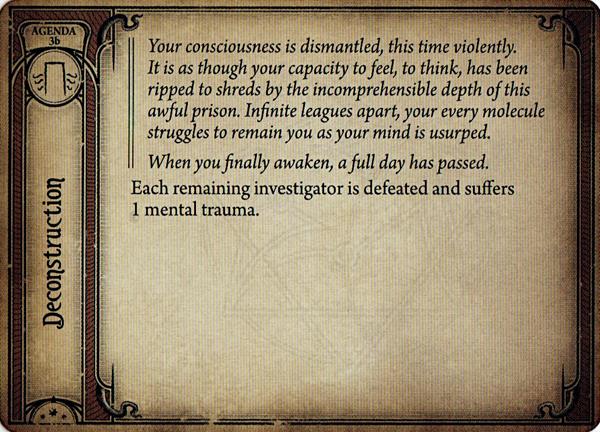 AGENDA
3b
Deconstruction
Your consciousness is dismantled, this time violently.
It is as though your capacity to feel, to think, has been
ripped to shreds by the incomprehensible depth of this
awful prison. Infinite leagues apart, your every molecule
struggles to remain you as your mind is usurped.
When you finally awaken, a full day has passed.
Each remaining investigator is defeated and suffers
1 mental trauma.